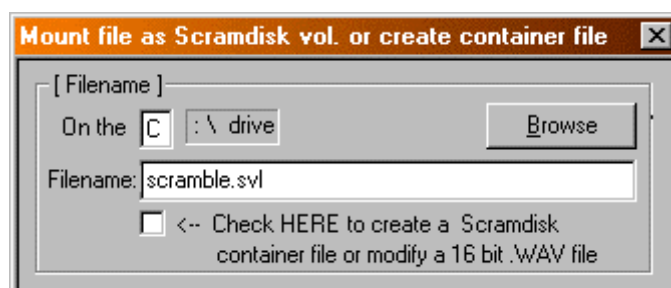 Mount file as Scramdisk vol. or create container file
[ Filename ]
On the C : \ drive Browse
Filename: scramble.svl
<-- Check HERE to create a Scramdisk
container file or modify a 16 bit .WAV file